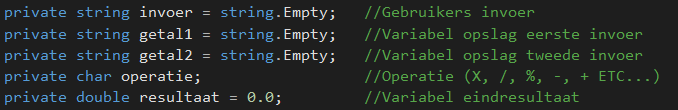 private string invoer = string.Empty; //Gebruikers invoer
private string getal1 = string.Empty; //Variabel opslag eerste invoer
private string getal2 = string.Empty; //Variabel opslag tweede invoer
private char operatie; //Operatie (X, /, %, -, + ETC...)
private double resultaat = 0.0; //Variabel eindresultaat